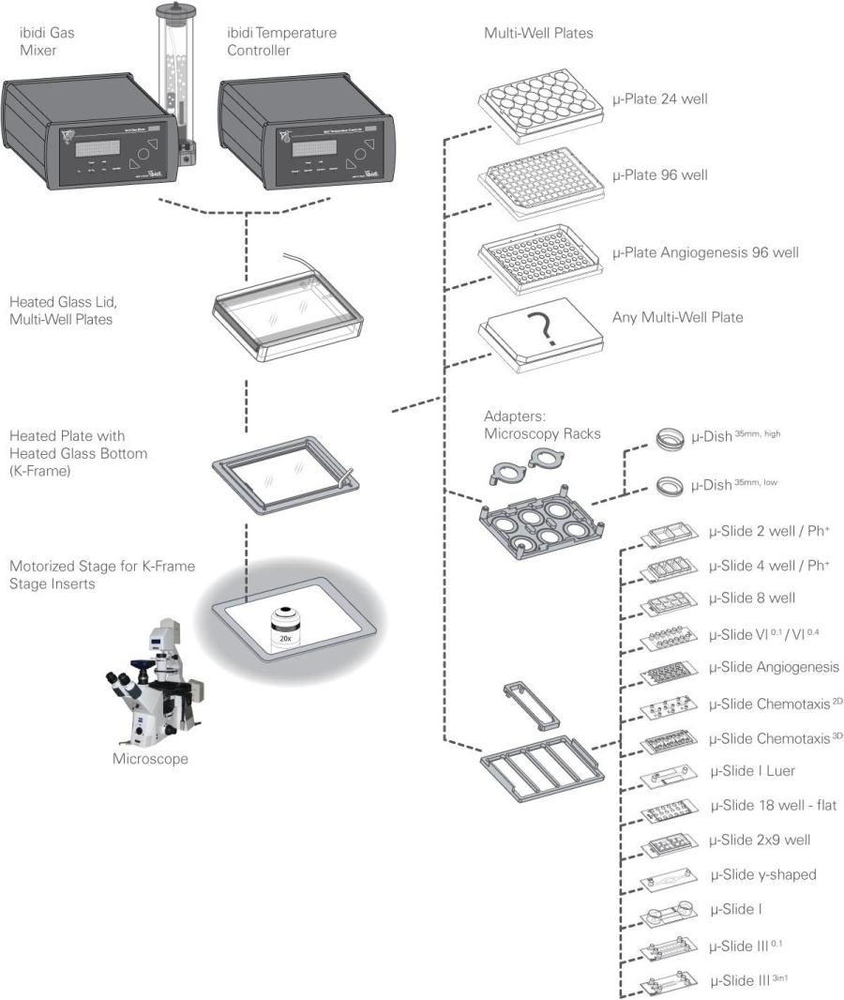 ibidi Gas
Mixer
ibidi Temperature
Controller
ibidi
ibidi
Heated Glass Lid,
Multi-Well Plates
Heated Plate with
Heated Glass Bottom
(K-Frame)
Motorized Stage for K-Frame
Stage Inserts
20x
Microscope
Multi-Well Plates
µ-Plate 24 well
µ-Plate 96 well
µ-Plate Angiogenesis 96 well
Any Multi-Well Plate
?
Adapters:
Microscopy Racks
µ-Dish 35mm, high
µ-Dish 35mm, low
µ-Slide 2 well / Ph+
µ-Slide 4 well / Ph+
µ-Slide 8 well
µ-Slide VI 0.1 / VI 0.4
µ-Slide Angiogenesis
µ-Slide Chemotaxis 2D
µ-Slide Chemotaxis 3D
µ-Slide I Luer
µ-Slide 18 well - flat
µ-Slide 2x9 well
µ-Slide y-shaped
µ-Slide I
µ-Slide III 0.1
µ-Slide III 3in1